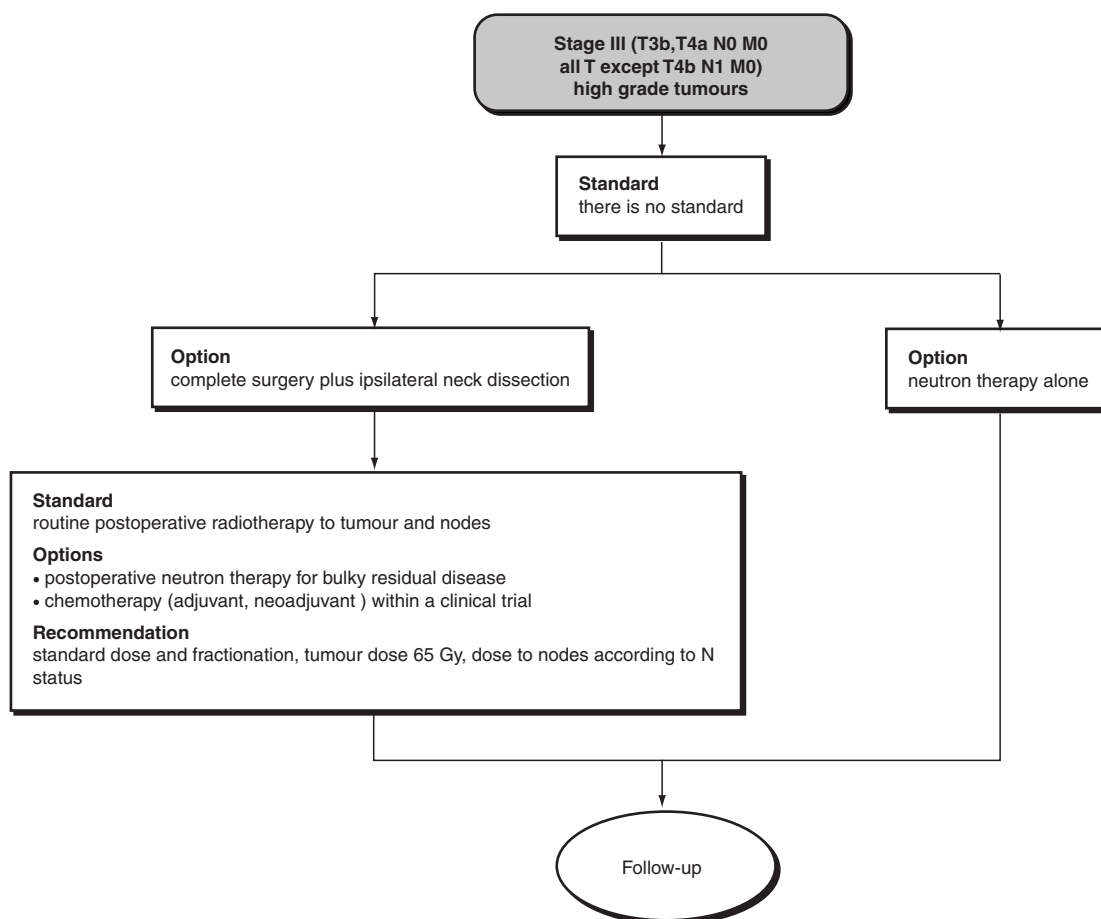 Stage III (T3b,T4a N0 M0
all T except T4b N1 M0)
high grade tumours
Standard
there is no standard
Option
complete surgery plus ipsilateral neck dissection
Option
neutron therapy alone
Standard
routine postoperative radiotherapy to tumour and nodes
Options
• postoperative neutron therapy for bulky residual disease
• chemotherapy (adjuvant, neoadjuvant ) within a clinical trial
Recommendation
standard dose and fractionation, tumour dose 65 Gy, dose to nodes according to N
status
Follow-up